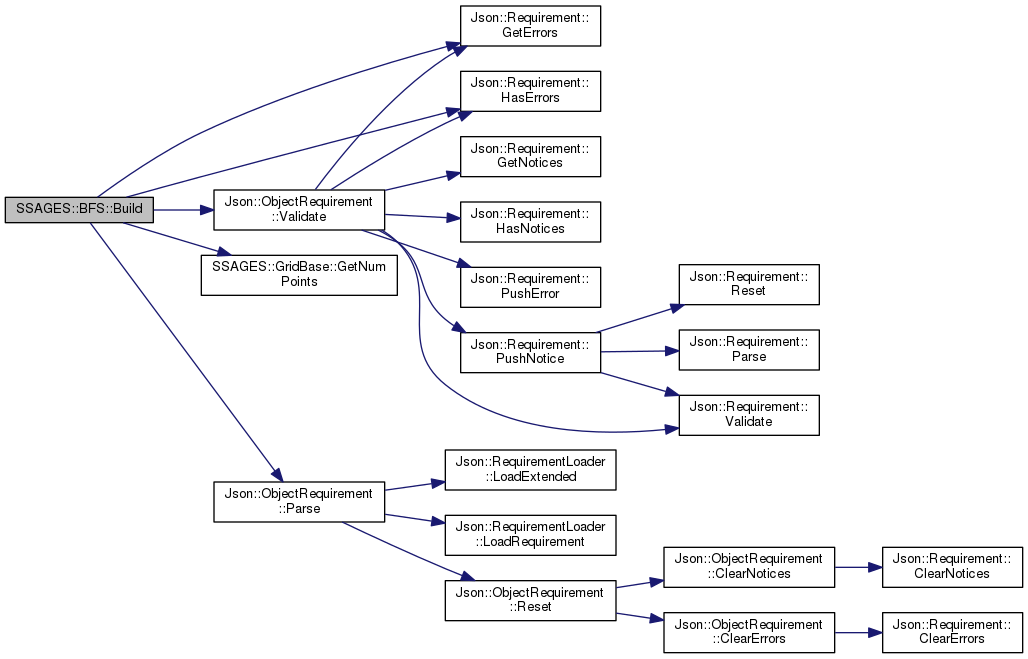 Json::Requirement::
GetErrors
Json::Requirement::
HasErrors
Json::Requirement::
GetNotices
SSAGES::BFS::Build
Json::ObjectRequirement
::Validate
Json::Requirement::
HasNotices
SSAGES::GridBase::GetNum
Points
Json::Requirement::
PushError
Json::Requirement::
Reset
Json::Requirement::
PushNotice
Json::Requirement::
Parse
Json::Requirement::
Validate
Json::RequirementLoader
::LoadExtended
Json::ObjectRequirement
::Parse
Json::RequirementLoader
::LoadRequirement
Json::ObjectRequirement
::Reset
Json::ObjectRequirement
::ClearNotices
Json::Requirement::
ClearNotices
Json::ObjectRequirement
::ClearErrors
Json::Requirement::
ClearErrors